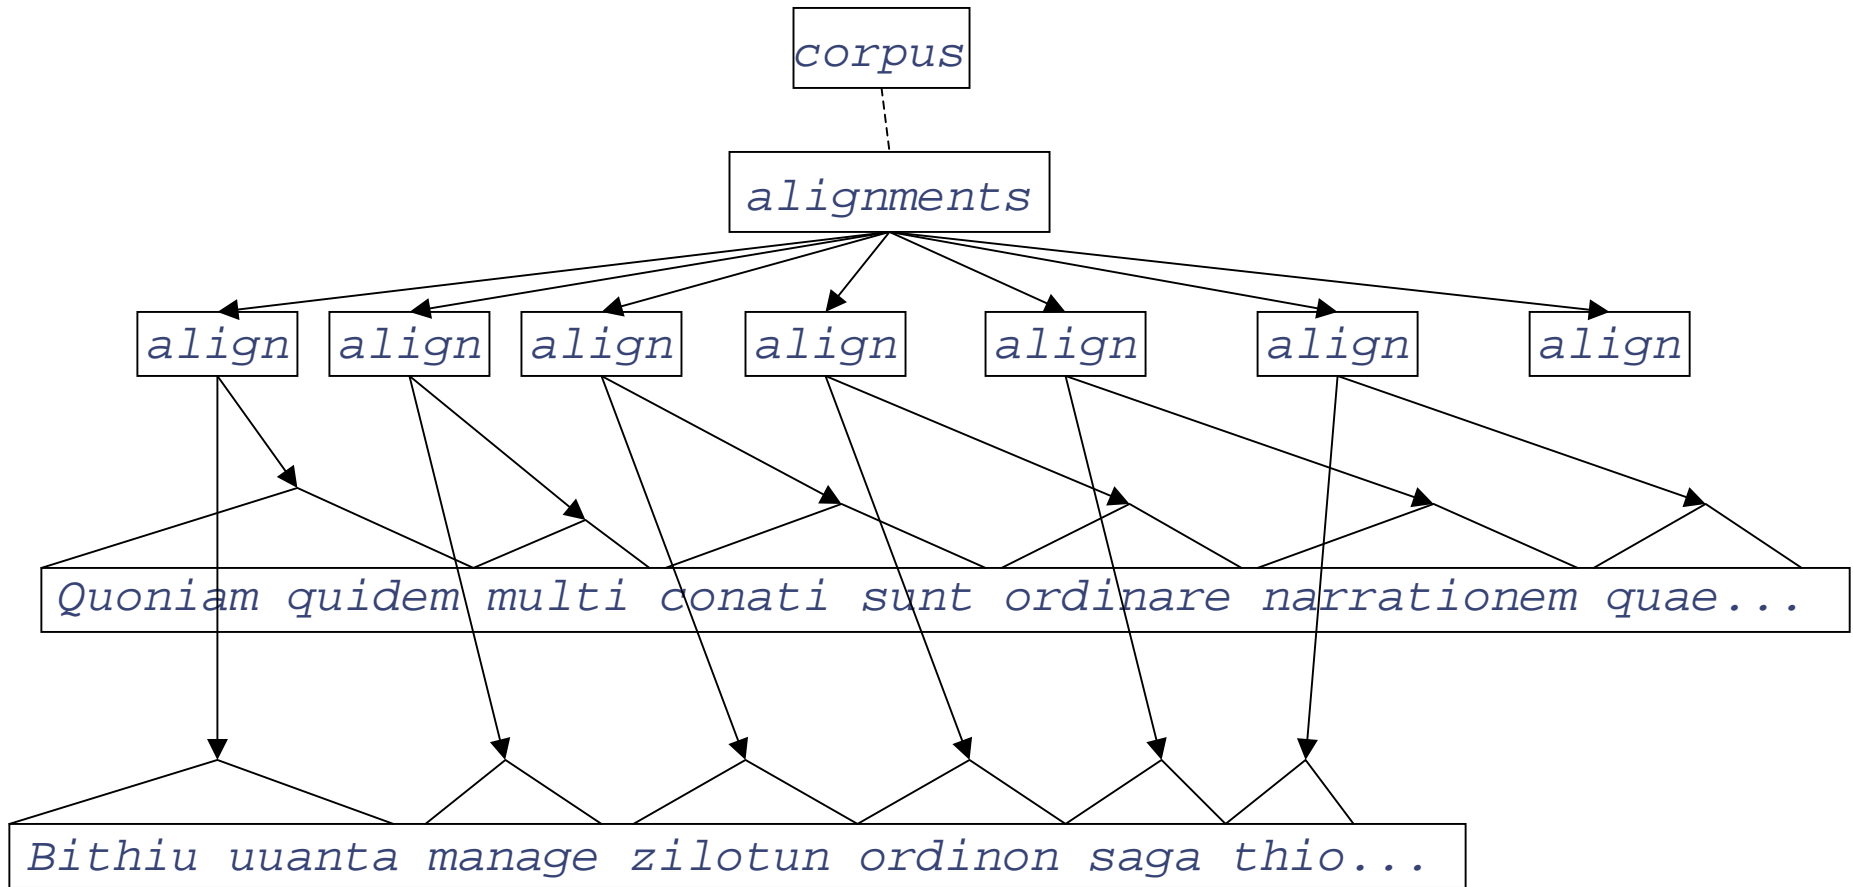 corpus
alignments
align align align align align align align
Quoniam quidem multi conati sunt ordinare narrationem quae...
Bithiu uuanta manage zilotun ordinon saga thio...